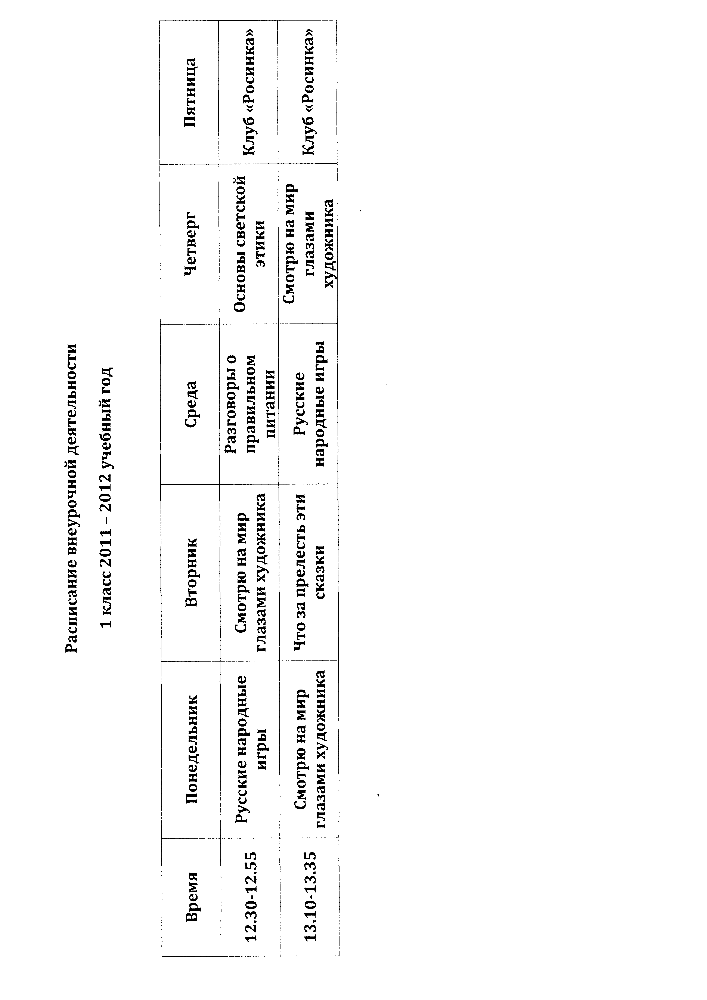 Расписание внеурочной деятельности
1 класс 2011 – 2012 учебный год
Время
Понедельник
Вторник
Среда
Четверг
Пятница
12.30-12.55
Русские народные
игры
Смотрю на мир
глазами художника
Разговоры о
правильном
питании
Основы светской
этики
Клуб «Росинка»
13.10-13.35
Смотрю на мир
глазами художника
Что за прелесть эти
сказки
Русские
народные игры
Смотрю на мир
глазами
художника
Клуб «Росинка»